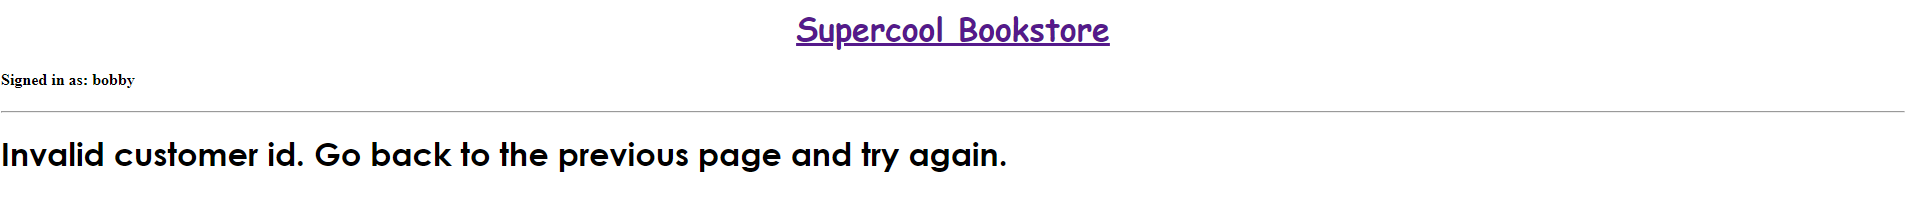 Supercool Bookstore
Signed in as: bobby
Invalid customer id. Go back to the previous page and try again.